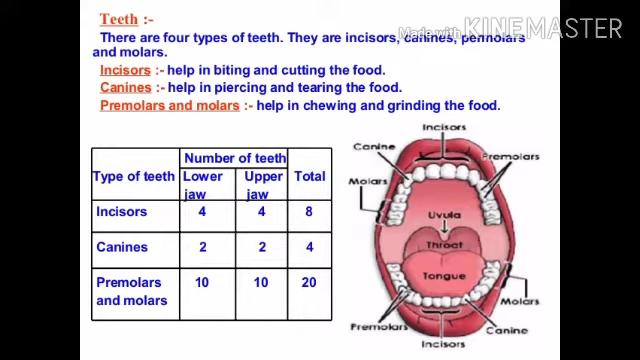 Teeth :-
Made with KINEMASTER
There are four types of teeth. They are incisors, canines, permolars
and molars.
Incisors :- help in biting and cutting the food.
Canines :- help in piercing and tearing the food.
Premolars and molars :- help in chewing and grinding the food.
Type of teeth Number of teeth Total
Lower jaw Upper jaw
Incisors 4 4 8
Canines 2 2 4
Premolars and molars 10 10 20
Incisors
Canine
Premolars
Molars
Uvula
Throat
Tongue
Molars
Premolars
Canine
Incisors